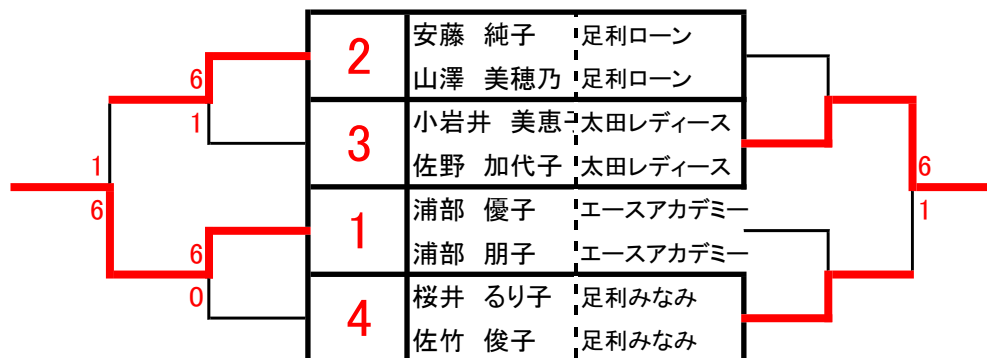 2 安藤 純子 足利ローン
山澤 美穂乃 足利ローン
6
1
3 小岩井 美恵子 太田レディース
佐野 加代子 太田レディース
1
6
6
1
1 浦部 優子 エースアカデミー
浦部 朋子 エースアカデミー
6
0
4 桜井 るり子 足利みなみ
佐竹 俊子 足利みなみ